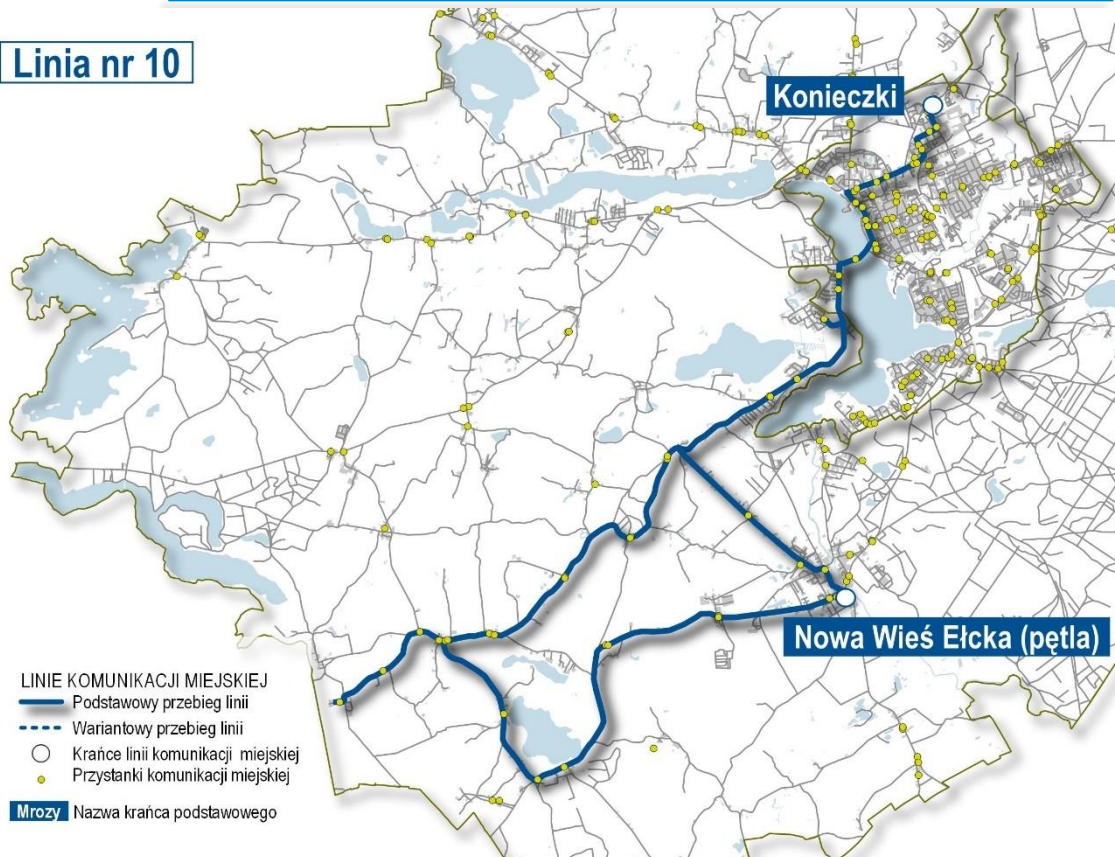 Linia nr 10
Konieczki
Nowa Wieś Ełcka (pętla)
LINIE KOMUNIKACJI MIEJSKIEJ
Podstawowy przebieg linii
Wariantowy przebieg linii
Krańce linii komunikacji miejskiej
Przystanki komunikacji miejskiej
Mrozy Nazwa krańca podstawowego